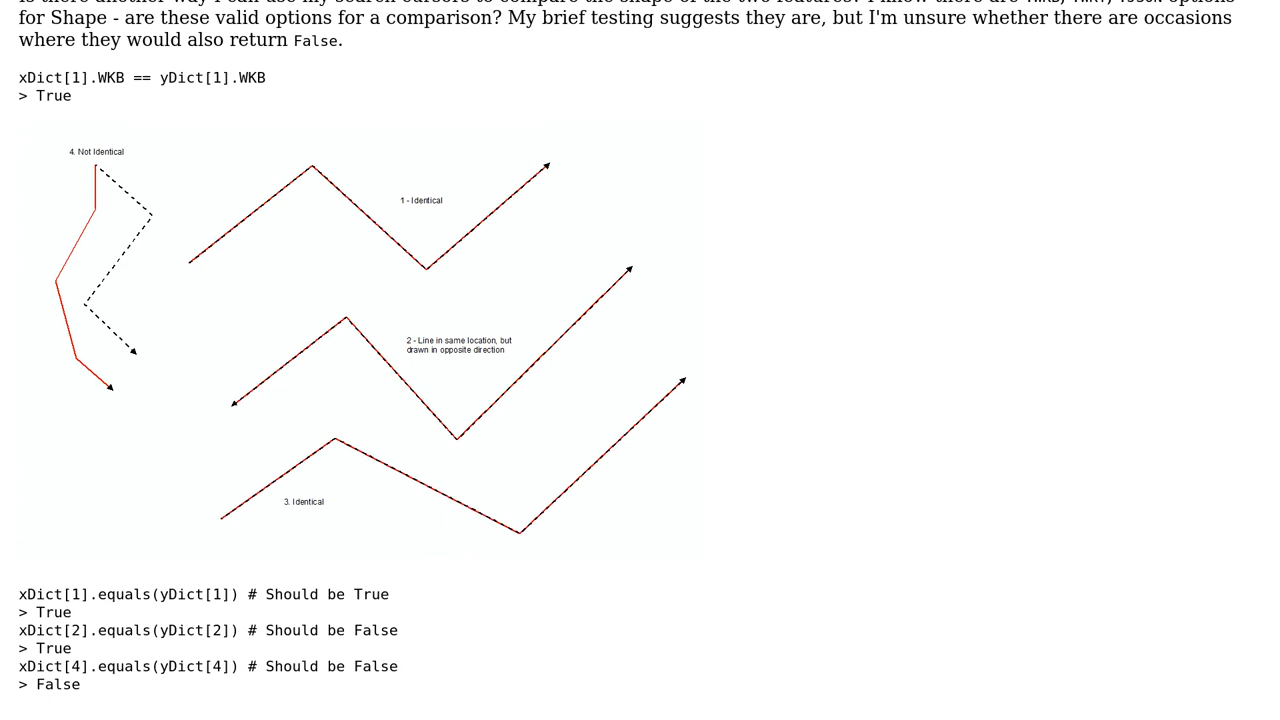 for Shape - are these valid options for a comparison? My brief testing suggests they are, but I'm unsure whether there are occasions
where they would also return False.
xDict[1].WKB == yDict[1].WKB
> True
4. Not Identical
1 - Identical
2 - Line in same location, but
drawn in opposite direction
3. Identical
xDict[1].equals(yDict[1]) # Should be True
> True
xDict[2].equals(yDict[2]) # Should be False
> True
xDict[4].equals(yDict[4]) # Should be False
> False